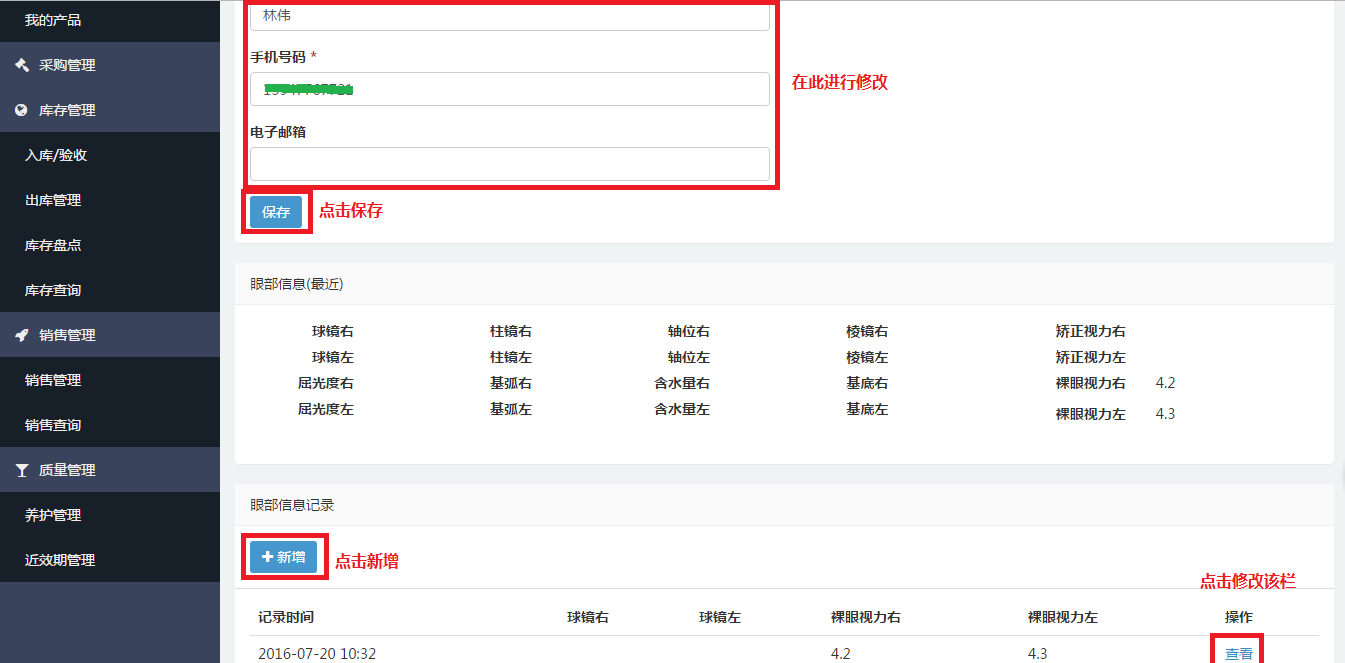 我的产品
采购管理
库存管理
入库/验收
出库管理
库存盘点
库存查询
销售管理
销售管理
销售查询
质量管理
养护管理
近效期管理
林伟
手机号码 *
在此进行修改
电子邮箱
保存 点击保存
眼部信息(最近)
球镜右 柱镜右 轴位右 棱镜右 矫正视力右
球镜左 柱镜左 轴位左 棱镜左 矫正视力左
屈光度右 基弧右 含水量右 基底右 裸眼视力右 4.2
屈光度左 基弧左 含水量左 基底左 裸眼视力左 4.3
眼部信息记录
新增 点击新增
点击修改该栏
记录时间 球镜右 球镜左 裸眼视力右 裸眼视力左 操作
2016-07-20 10:32 4.2 4.3 查看